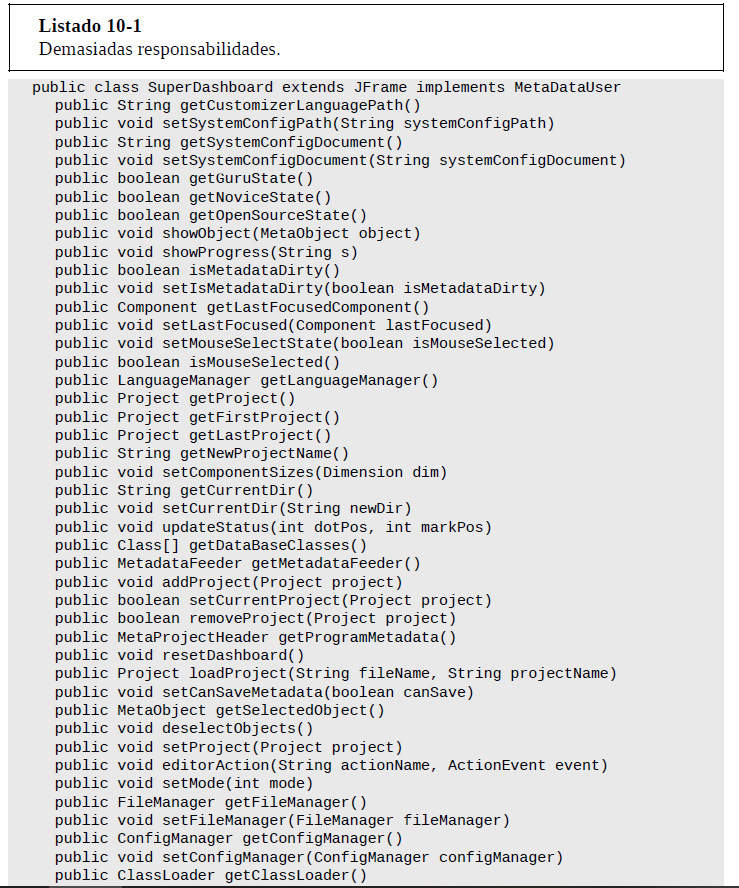 Listado 10-1
Demasiadas responsabilidades.
public class SuperDashboard extends JFrame implements MetaDataUser
public String getCustomizerLanguagePath()
public void setSystemConfigPath(String systemConfigPath)
public String getSystemConfigDocument()
public void setSystemConfigDocument(String systemConfigDocument)
public boolean getGuruState()
public boolean getNoviceState()
public boolean getOpenSourceState()
public void showObject(MetaObject object)
public void showProgress(String s)
public boolean isMetadataDirty()
public void setIsMetadataDirty(boolean isMetadataDirty)
public Component getLastFocusedComponent()
public void setLastFocused(Component lastFocused)
public void setMouseSelectState(boolean isMouseSelected)
public boolean isMouseSelected()
public LanguageManager getLanguageManager()
public Project getProject()
public Project getFirstProject()
public Project getLastProject()
public String getNewProjectName()
public void setComponentSizes(Dimension dim)
public String getCurrentDir()
public void setCurrentDir(String newDir)
public void updateStatus(int dotPos, int markPos)
public Class[] getDataBaseClasses()
public MetadataFeeder getMetadataFeeder()
public void addProject(Project project)
public boolean setCurrentProject(Project project)
public boolean removeProject(Project project)
public MetaProjectHeader getProgramMetadata()
public void resetDashboard()
public Project loadProject(String fileName, String projectName)
public void setCanSaveMetadata(boolean canSave)
public MetaObject getSelectedObject()
public void deselectObjects()
public void setProject(Project project)
public void editorAction(String actionName, ActionEvent event)
public void setMode(int mode)
public FileManager getFileManager()
public void setFileManager(FileManager fileManager)
public ConfigManager getConfigManager()
public void setConfigManager(ConfigManager configManager)
public ClassLoader getClassLoader()